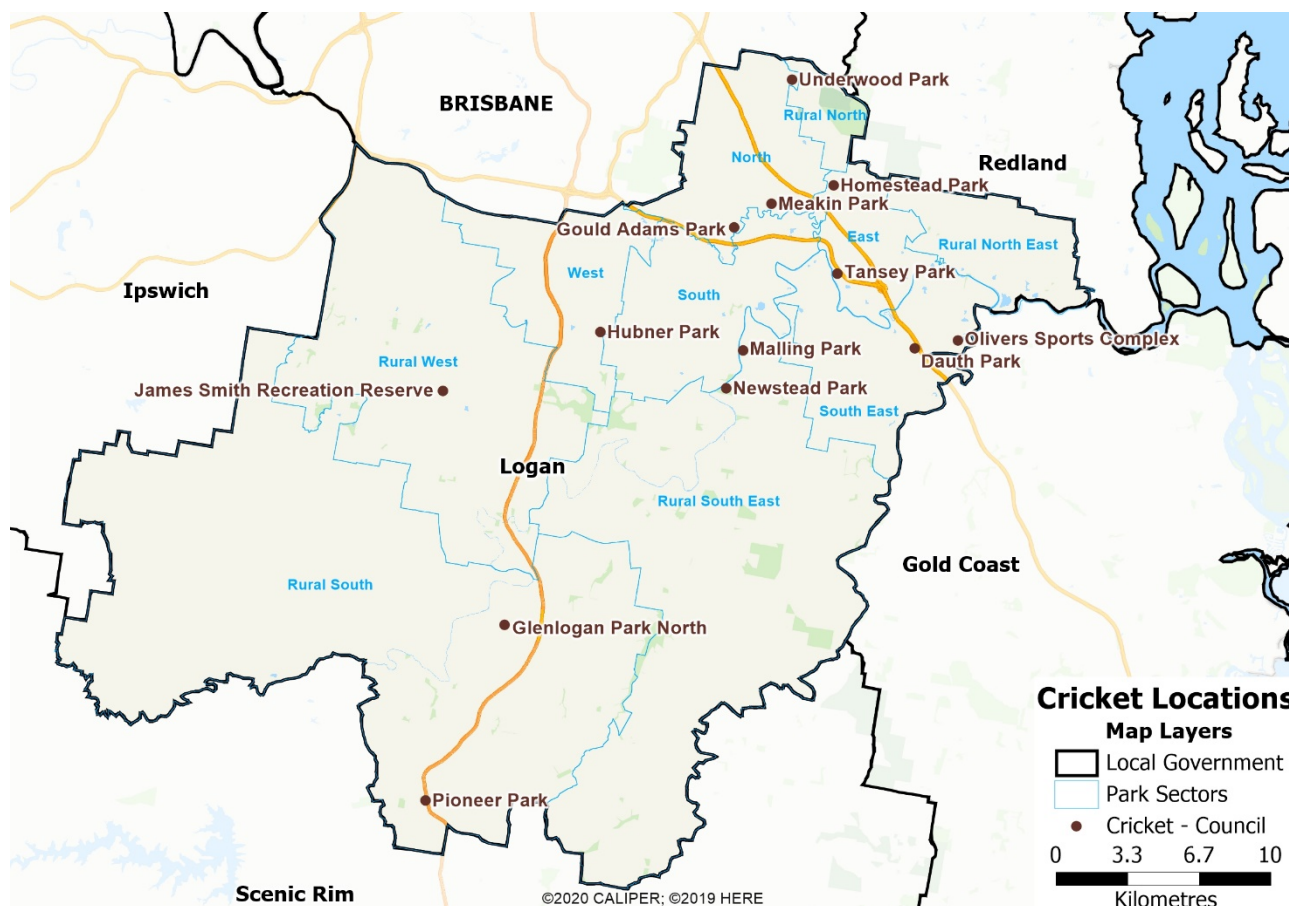 Underwood Park
BRISBANE
Rural North
North
Redland
Homestead Park
Meakin Park
Gould Adams Park
East
Rural North East
West
Tansey Park
Ipswich
South
Hubner Park
Olivers Sports Complex
Malling Park
Dauth Park
Rural West
James Smith Recreation Reserve
Newstead Park
South East
Logan
Rural South East
Gold Coast
Rural South
Glenlogan Park North
Pioneer Park
Scenic Rim
©2020 CALIPER; ©2019 HERE
Cricket Locations
Map Layers
Local Government
Park Sectors
Cricket - Council
0 3.3 6.7 10
Kilometres